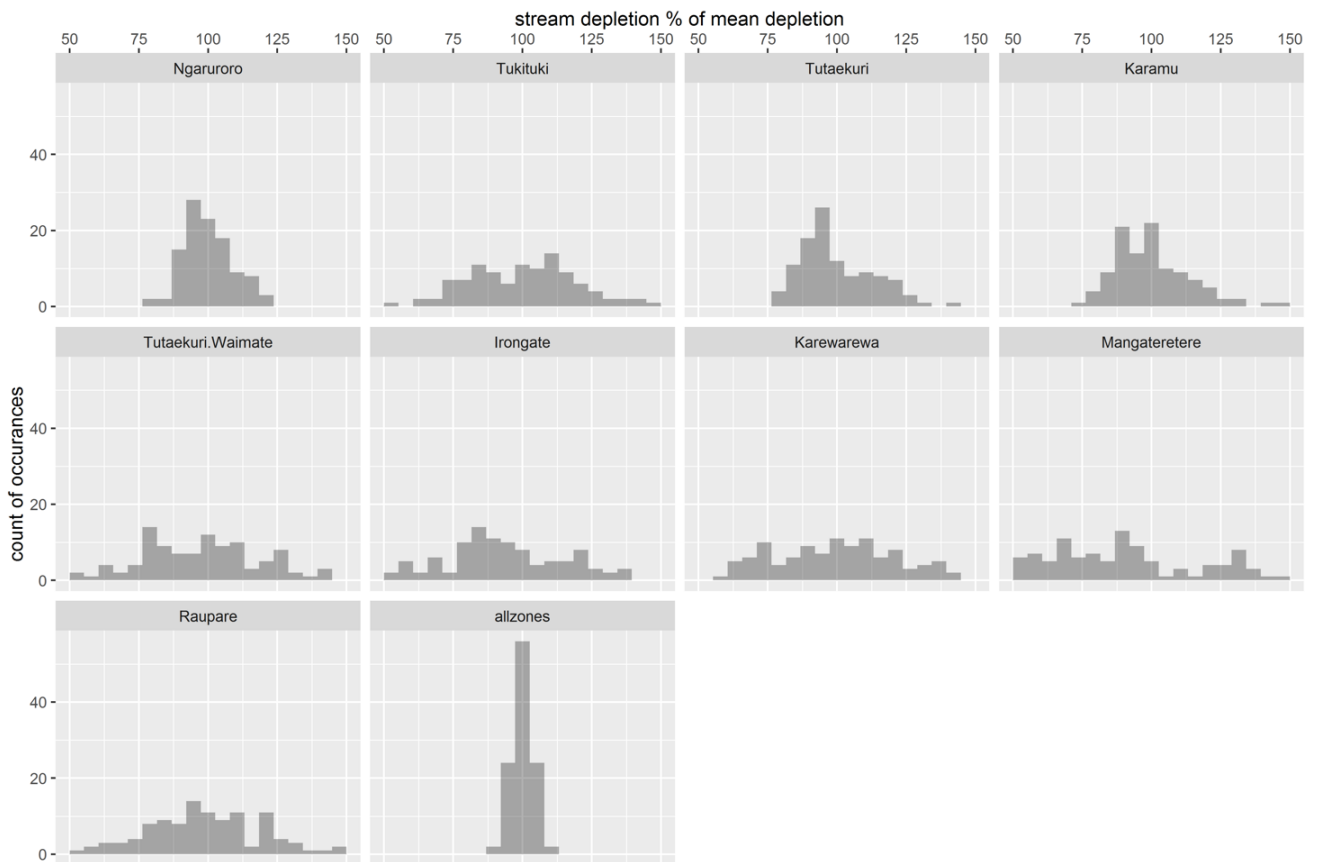 stream depletion % of mean depletion
50 75 100 125 150 50 75 100 125 150 50 75 100 125 150 50 75 100 125 150
Ngaruroro Tukituki Tutaekuri Karamu
40
20
0
Tutaekuri.Waimate Irongate Karewarewa Mangateretere
count of occurances
40
20
0
Raupare allzones
40
20
0